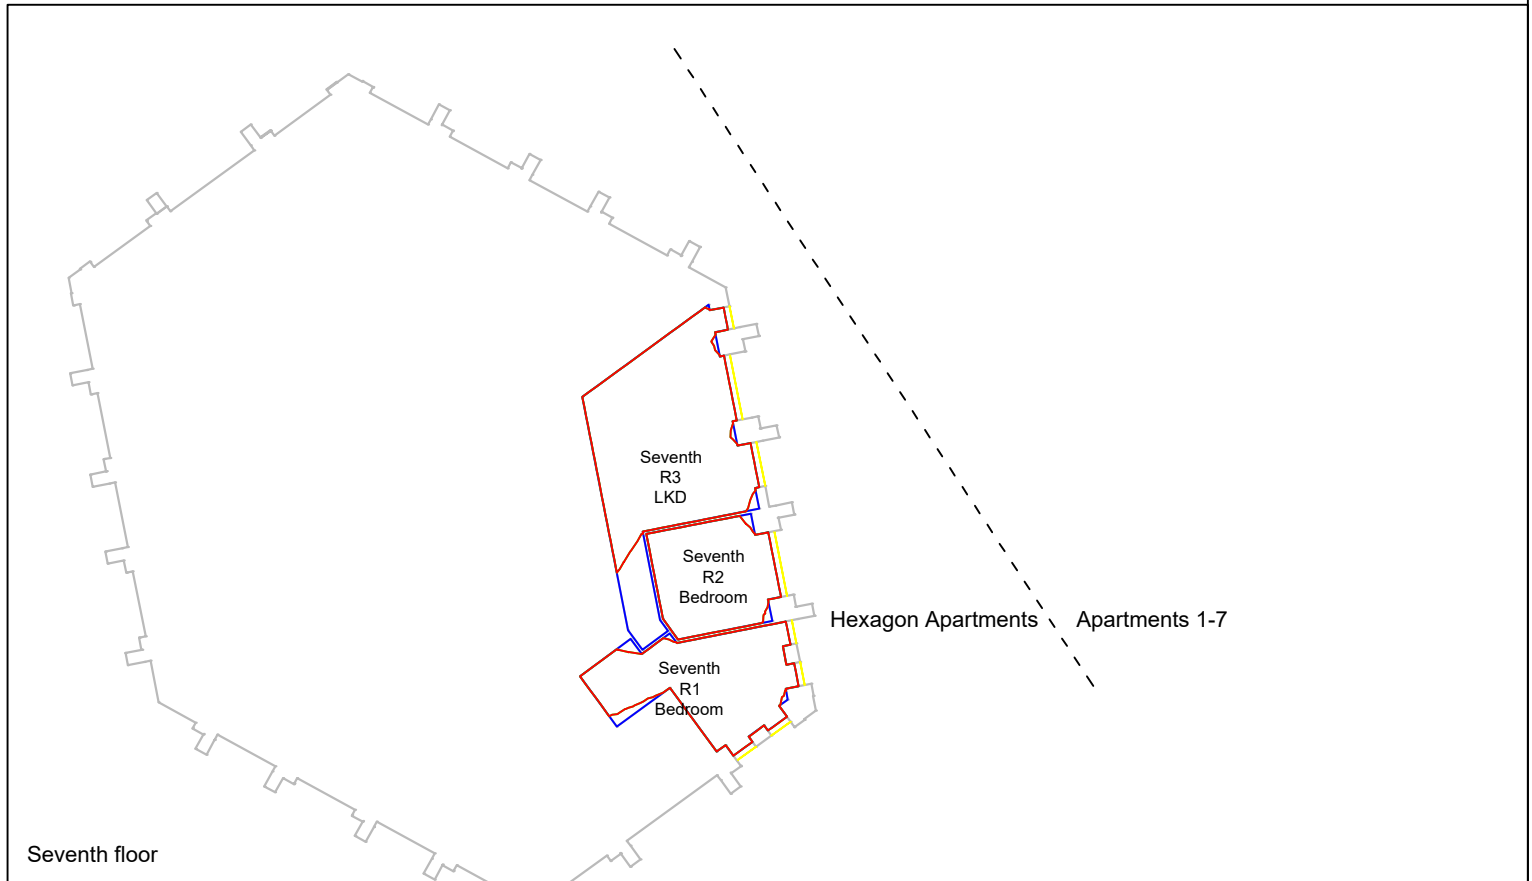 Seventh
R3
LKD
Seventh
R2
Bedroom
Hexagon Apartments
Apartments 1-7
Seventh
R1
Bedroom
Seventh floor